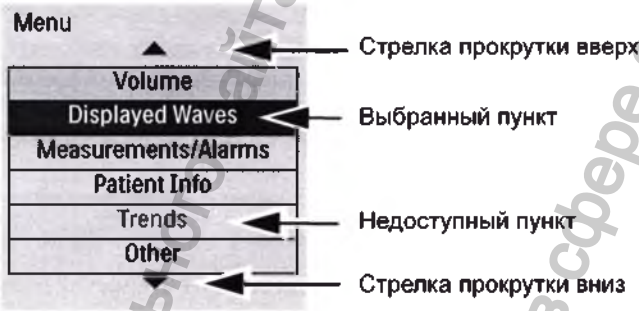 Menu
Стрелка прокрутки вверх
Volume
Displayed Waves
Выбранный пункт
Measurements/Alarms
Patient Info
Trends
Недоступный пункт
Other
Стрелка прокрутки вниз